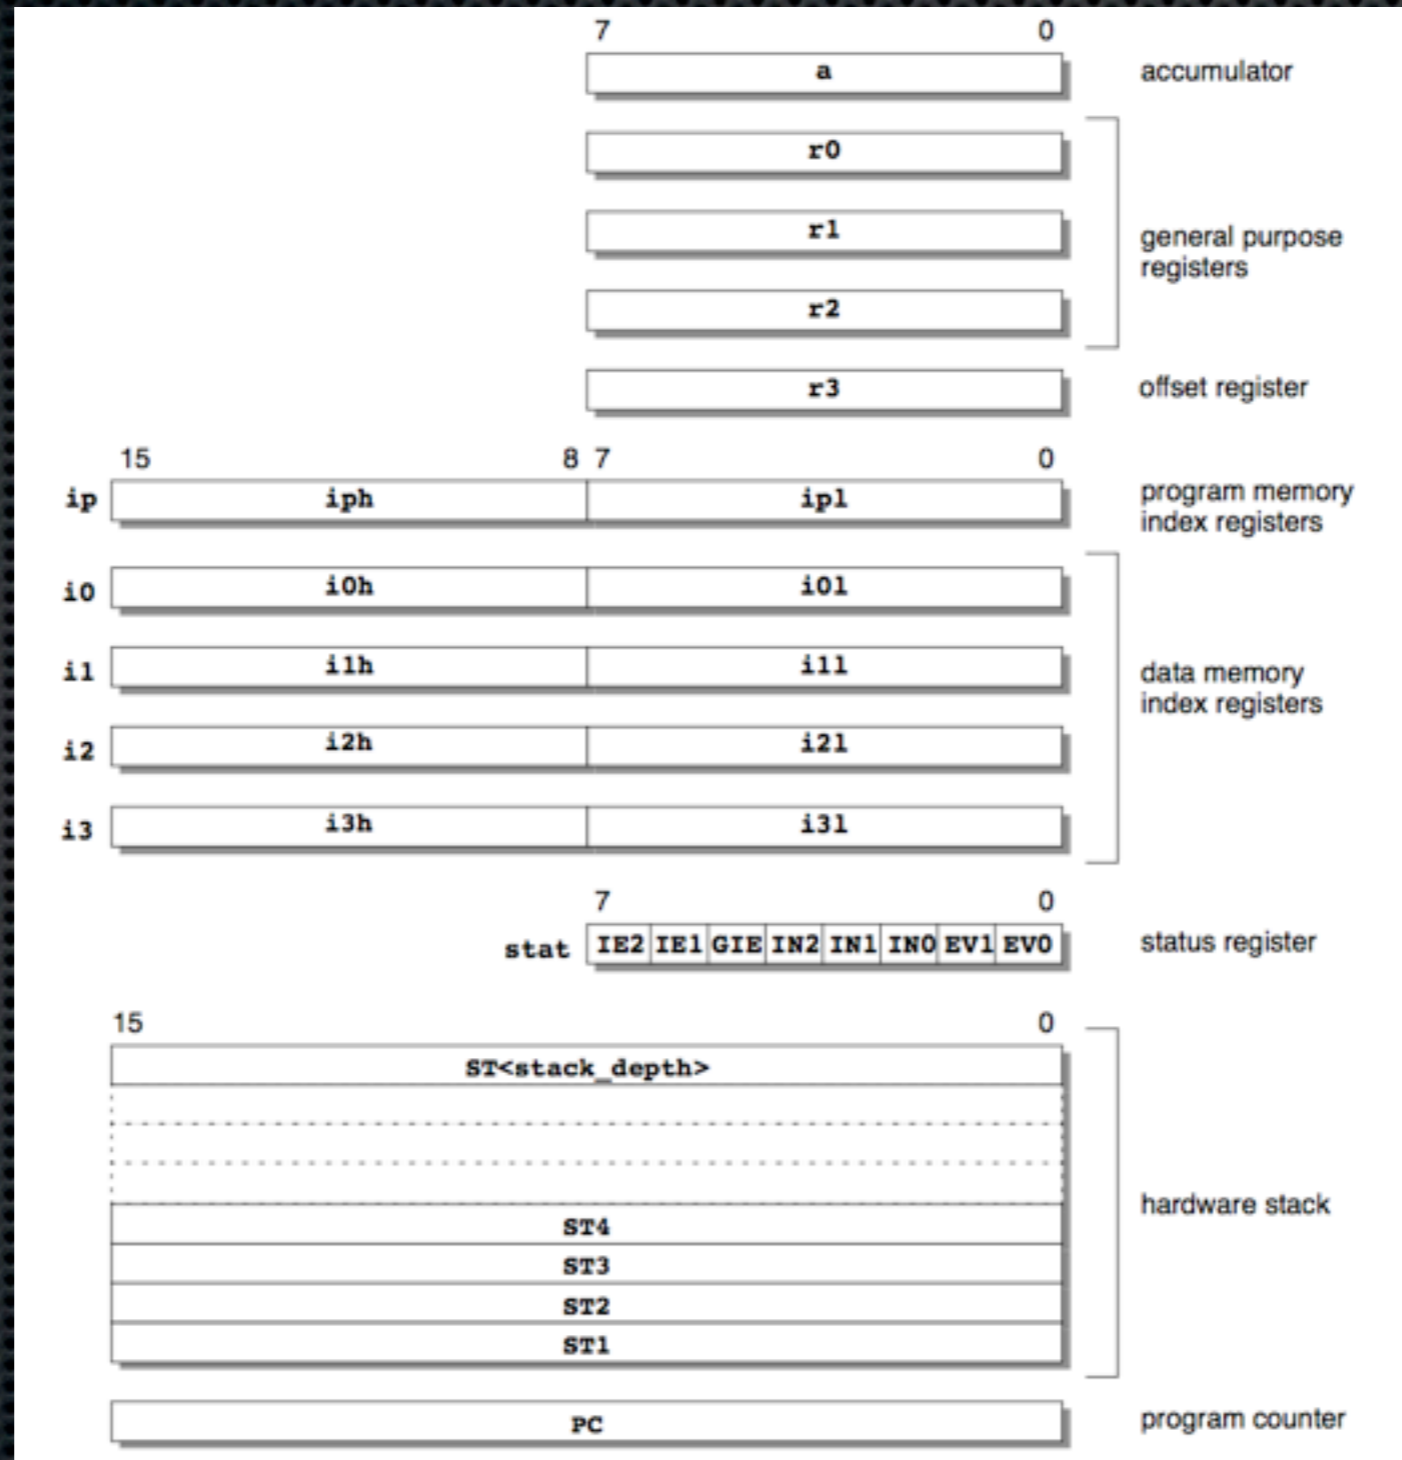 7 0
a accumulator
r0
r1 general purpose
registers
r2
r3 offset register
15 8 7 0
ip iph ipl program memory
index registers
i0 i0h i0l
i1 i1h i1l data memory
index registers
i2 i2h i2l
i3 i3h i3l
7 0
stat IE2 IE1 GIE IN2 IN1 IN0 EV1 EV0 status register
15 0
ST<stack_depth>
hardware stack
ST4
ST3
ST2
ST1
PC program counter